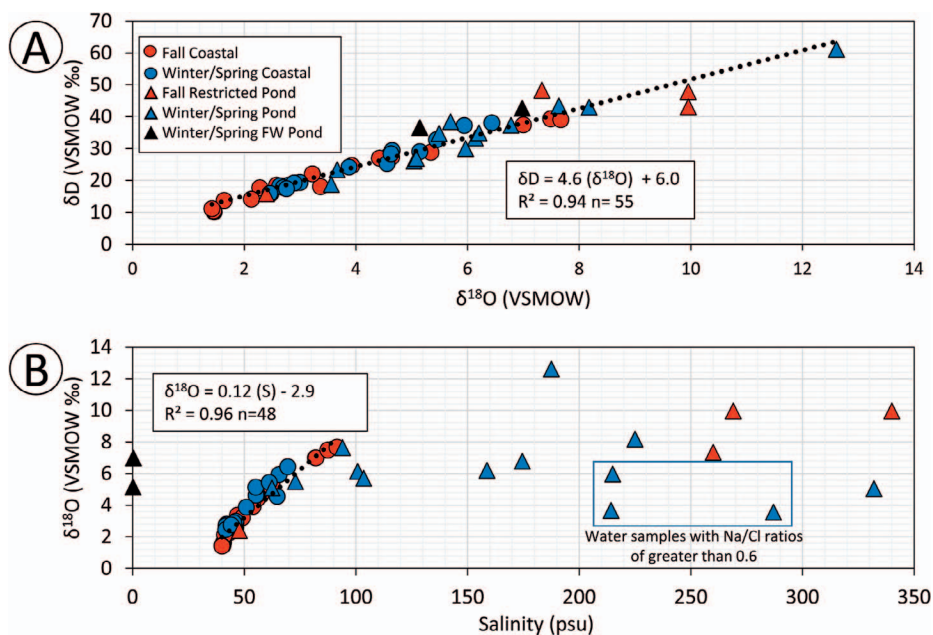 A
70
60
50
40
30
20
10
0
δD (VSMOW ‰)
Fall Coastal
Winter/Spring Coastal
Fall Restricted Pond
Winter/Spring Pond
Winter/Spring FW Pond
δD = 4.6 (δ¹⁸O) + 6.0
R² = 0.94 n= 55
0 2 4 6 8 10 12 14
δ¹⁸O (VSMOW)
B
14
12
10
8
6
4
2
0
δ¹⁸O (VSMOW ‰)
δ¹⁸O = 0.12 (S) - 2.9
R² = 0.96 n=48
Water samples with Na/Cl ratios
of greater than 0.6
0 50 100 150 200 250 300 350
Salinity (psu)